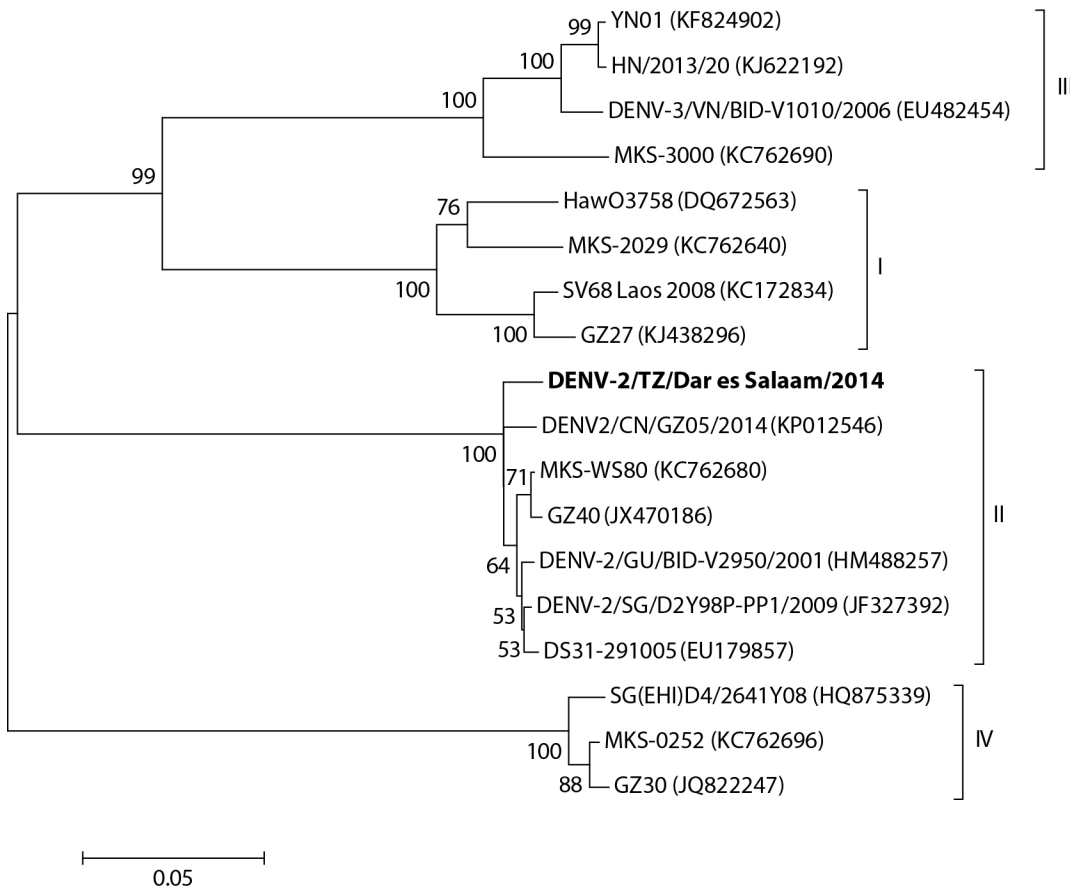 99
YN01 (KF824902)
HN/2013/20 (KJ622192)
100
DENV-3/VN/BID-V1010/2006 (EU482454)
III
100
MKS-3000 (KC762690)
99
HawO3758 (DQ672563)
76
MKS-2029 (KC762640)
I
100
SV68 Laos 2008 (KC172834)
100
GZ27 (KJ438296)
DENV-2/TZ/Dar es Salaam/2014
DENV2/CN/GZ05/2014 (KP012546)
100
71
MKS-WS80 (KC762680)
GZ40 (JX470186)
II
64
DENV-2/GU/BID-V2950/2001 (HM488257)
53
DENV-2/SG/D2Y98P-PP1/2009 (JF327392)
53
DS31-291005 (EU179857)
SG(EHI)D4/2641Y08 (HQ875339)
100
MKS-0252 (KC762696)
IV
88
GZ30 (JQ822247)
0.05